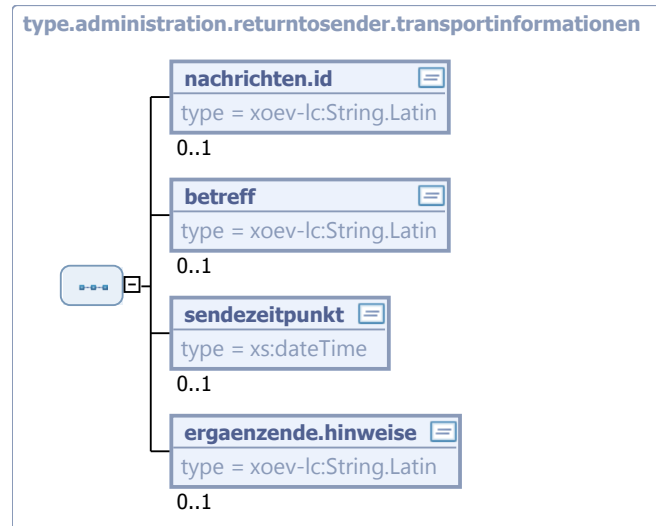 type.administration.returntosender.transportinformationen
nachrichten.id
type = xoev-lc:String.Latin
0..1
betreff
type = xoev-lc:String.Latin
0..1
sendezeitpunkt
type = xs:dateTime
0..1
ergaenzende.hinweise
type = xoev-lc:String.Latin
0..1